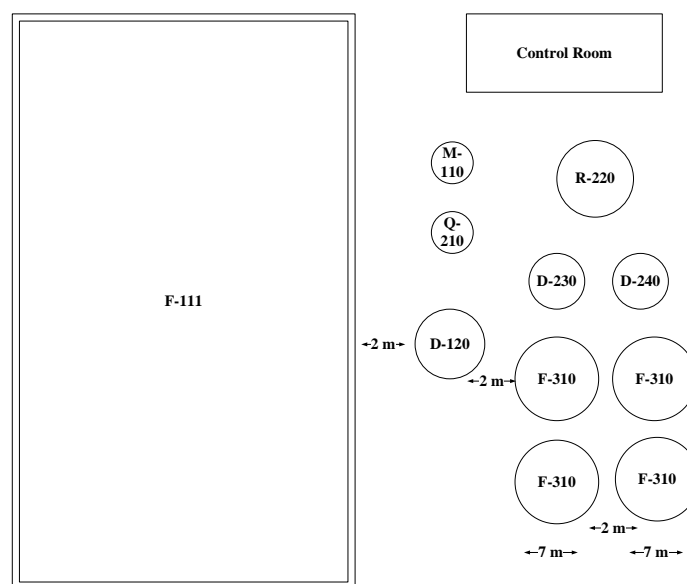 Control Room
M-
110
R-220
Q-
210
D-230
D-240
F-111
2 m
D-120
2 m
F-310
F-310
F-310
F-310
2 m
7 m
7 m